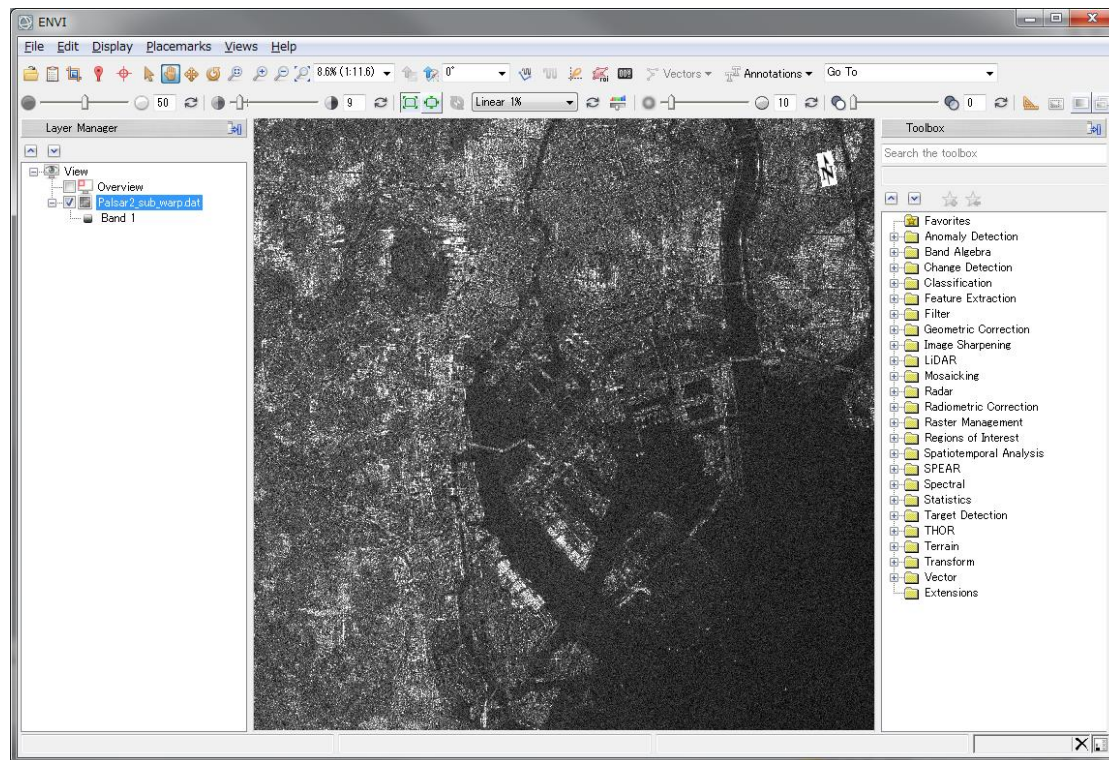 ENVI
File Edit Display Placemarks Views Help
8.6% (1:11.6) 0° Vectors Annotations Go To
50 9 Linear 1% 10 0
Layer Manager
View
Overview
Palsar2_sub_warp.dat
Band 1
N
Toolbox
Search the toolbox
Favorites
Anomaly Detection
Band Algebra
Change Detection
Classification
Feature Extraction
Filter
Geometric Correction
Image Sharpening
LiDAR
Mosaicking
Radar
Radiometric Correction
Raster Management
Regions of Interest
Spatiotemporal Analysis
SPEAR
Spectral
Statistics
Target Detection
THOR
Terrain
Transform
Vector
Extensions